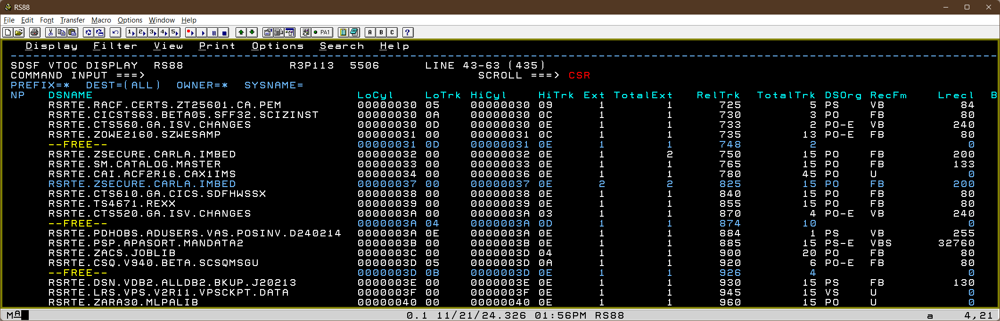 RS88
File Edit Font Transfer Macro Options Window Help
1 2 3 4 5 PA1 A B C ?
Display Filter View Print Options Search Help
SDSF VTOC DISPLAY RS88 R3P113 5506 LINE 43-63 (435)
COMMAND INPUT ===> SCROLL ===> CSR
PREFIX=* DEST=(ALL) OWNER=* SYSNAME=
NP DSNAME LoCyl LoTrk HiCyl HiTrk Ext TotalExt RelTrk TotalTrk DSOrg RecFm Lrecl B
RSRTE.RACF.CERTS.ZT25601.CA.PEM 00000030 05 00000030 09 1 1 725 5 PS VB 84
RSRTE.CICSTS63.BETA05.SFF32.SCIZINST 00000030 0A 00000030 0C 1 1 730 3 PO FB 80
RSRTE.CTS560.GA.ISV.CHANGES 00000030 0D 00000030 0E 1 1 733 2 PO-E VB 240
RSRTE.ZOWE2160.SZWESAMP 00000031 00 00000031 0C 1 1 735 13 PO-E FB 80
--FREE-- 00000031 0D 00000031 0E 1 1 748 2 0
RSRTE.ZSECURE.CARLA.IMBED 00000032 00 00000032 0E 1 2 750 15 PO FB 200
RSRTE.SM.CATALOG.MASTER 00000033 00 00000033 0E 1 1 765 15 PO FB 133
RSRTE.CAI.ACF2R16.CAX1IMS 00000034 00 00000036 0E 1 1 780 45 PO U 0
RSRTE.ZSECURE.CARLA.IMBED 00000037 00 00000037 0E 2 2 825 15 PO FB 200
RSRTE.CTS610.GA.CICS.SDFHWSSX 00000038 00 00000038 0E 1 1 840 15 PO FB 80
RSRTE.TS4671.REXX 00000039 00 00000039 0E 1 1 855 15 PO FB 80
RSRTE.CTS520.GA.ISV.CHANGES 0000003A 00 0000003A 03 1 1 870 4 PO-E VB 240
--FREE-- 0000003A 04 0000003A 0D 1 1 874 10 0
RSRTE.PDHOBS.ADUSERS.VAS.POSINV.D240214 0000003A 0E 0000003A 0E 1 1 884 1 PS VB 255
RSRTE.PSP.APASORT.MANDATA2 0000003B 00 0000003B 0E 1 1 885 15 PS-E VBS 32760
RSRTE.ZACS.JOBLIB 0000003C 00 0000003D 04 1 1 900 20 PO FB 80
RSRTE.CSQ.V940.BETA.SCSQMSGU 0000003D 05 0000003D 0A 1 1 920 6 PO-E FB 80
--FREE-- 0000003D 0B 0000003D 0E 1 1 926 4 0
RSRTE.DSN.VDB2.ALLDB2.BKUP.J20213 0000003E 00 0000003E 0E 1 1 930 15 PS FB 130
RSRTE.LRS.VPS.V2R11.VPSCKPT.DATA 0000003F 00 0000003F 0E 1 1 945 15 VS U 0
RSRTE.ZARA30.MLPALIB 00000040 00 00000040 0E 1 1 960 15 PO U 0
MA 0.1 11/21/24.326 01:56PM RS88 a 4,21